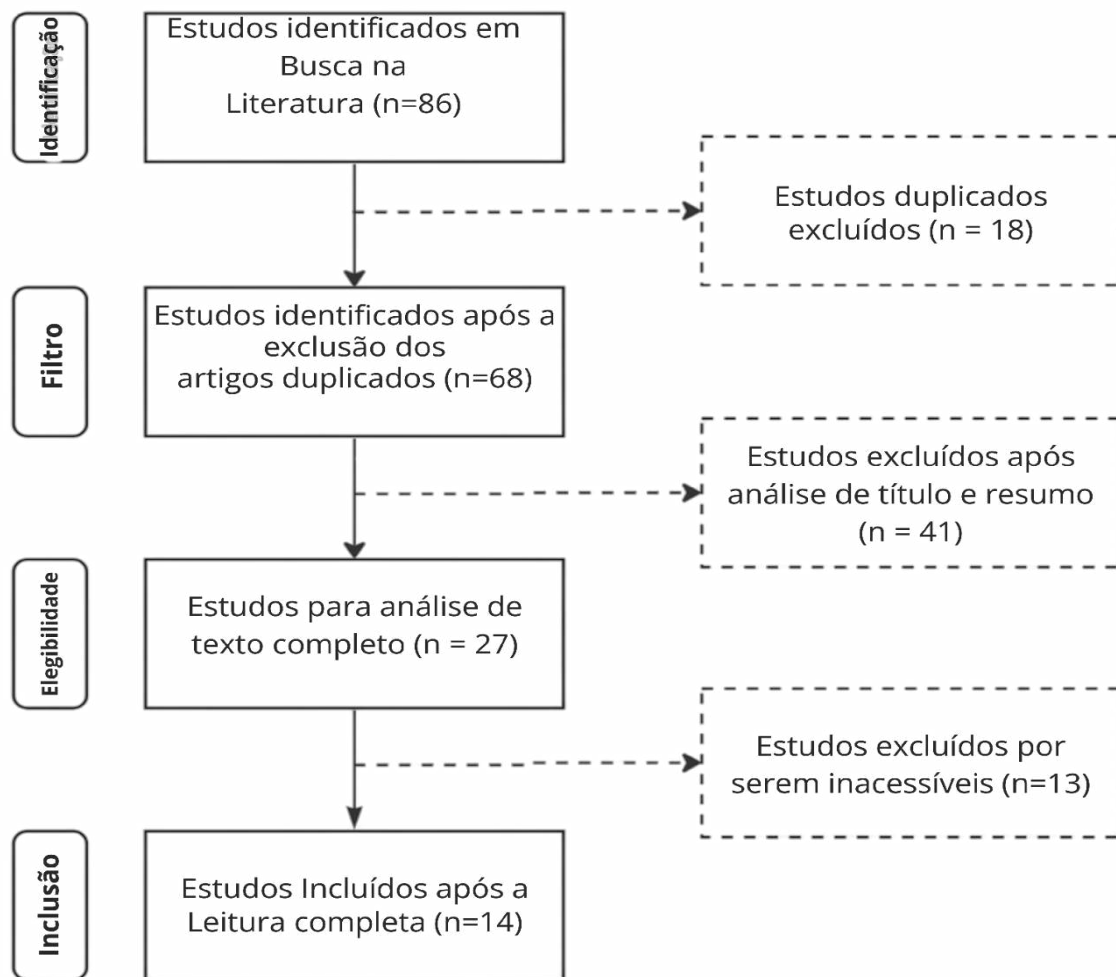 Identificação
Estudos identificados em
Busca na
Literatura (n=86)
Estudos duplicados
excluídos (n = 18)
Filtro
Estudos identificados após a
exclusão dos
artigos duplicados (n=68)
Estudos excluídos após
análise de título e resumo
(n = 41)
Elegibilidade
Estudos para análise de
texto completo (n = 27)
Estudos excluídos por
serem inacessíveis (n=13)
Inclusão
Estudos Incluídos após a
Leitura completa (n=14)